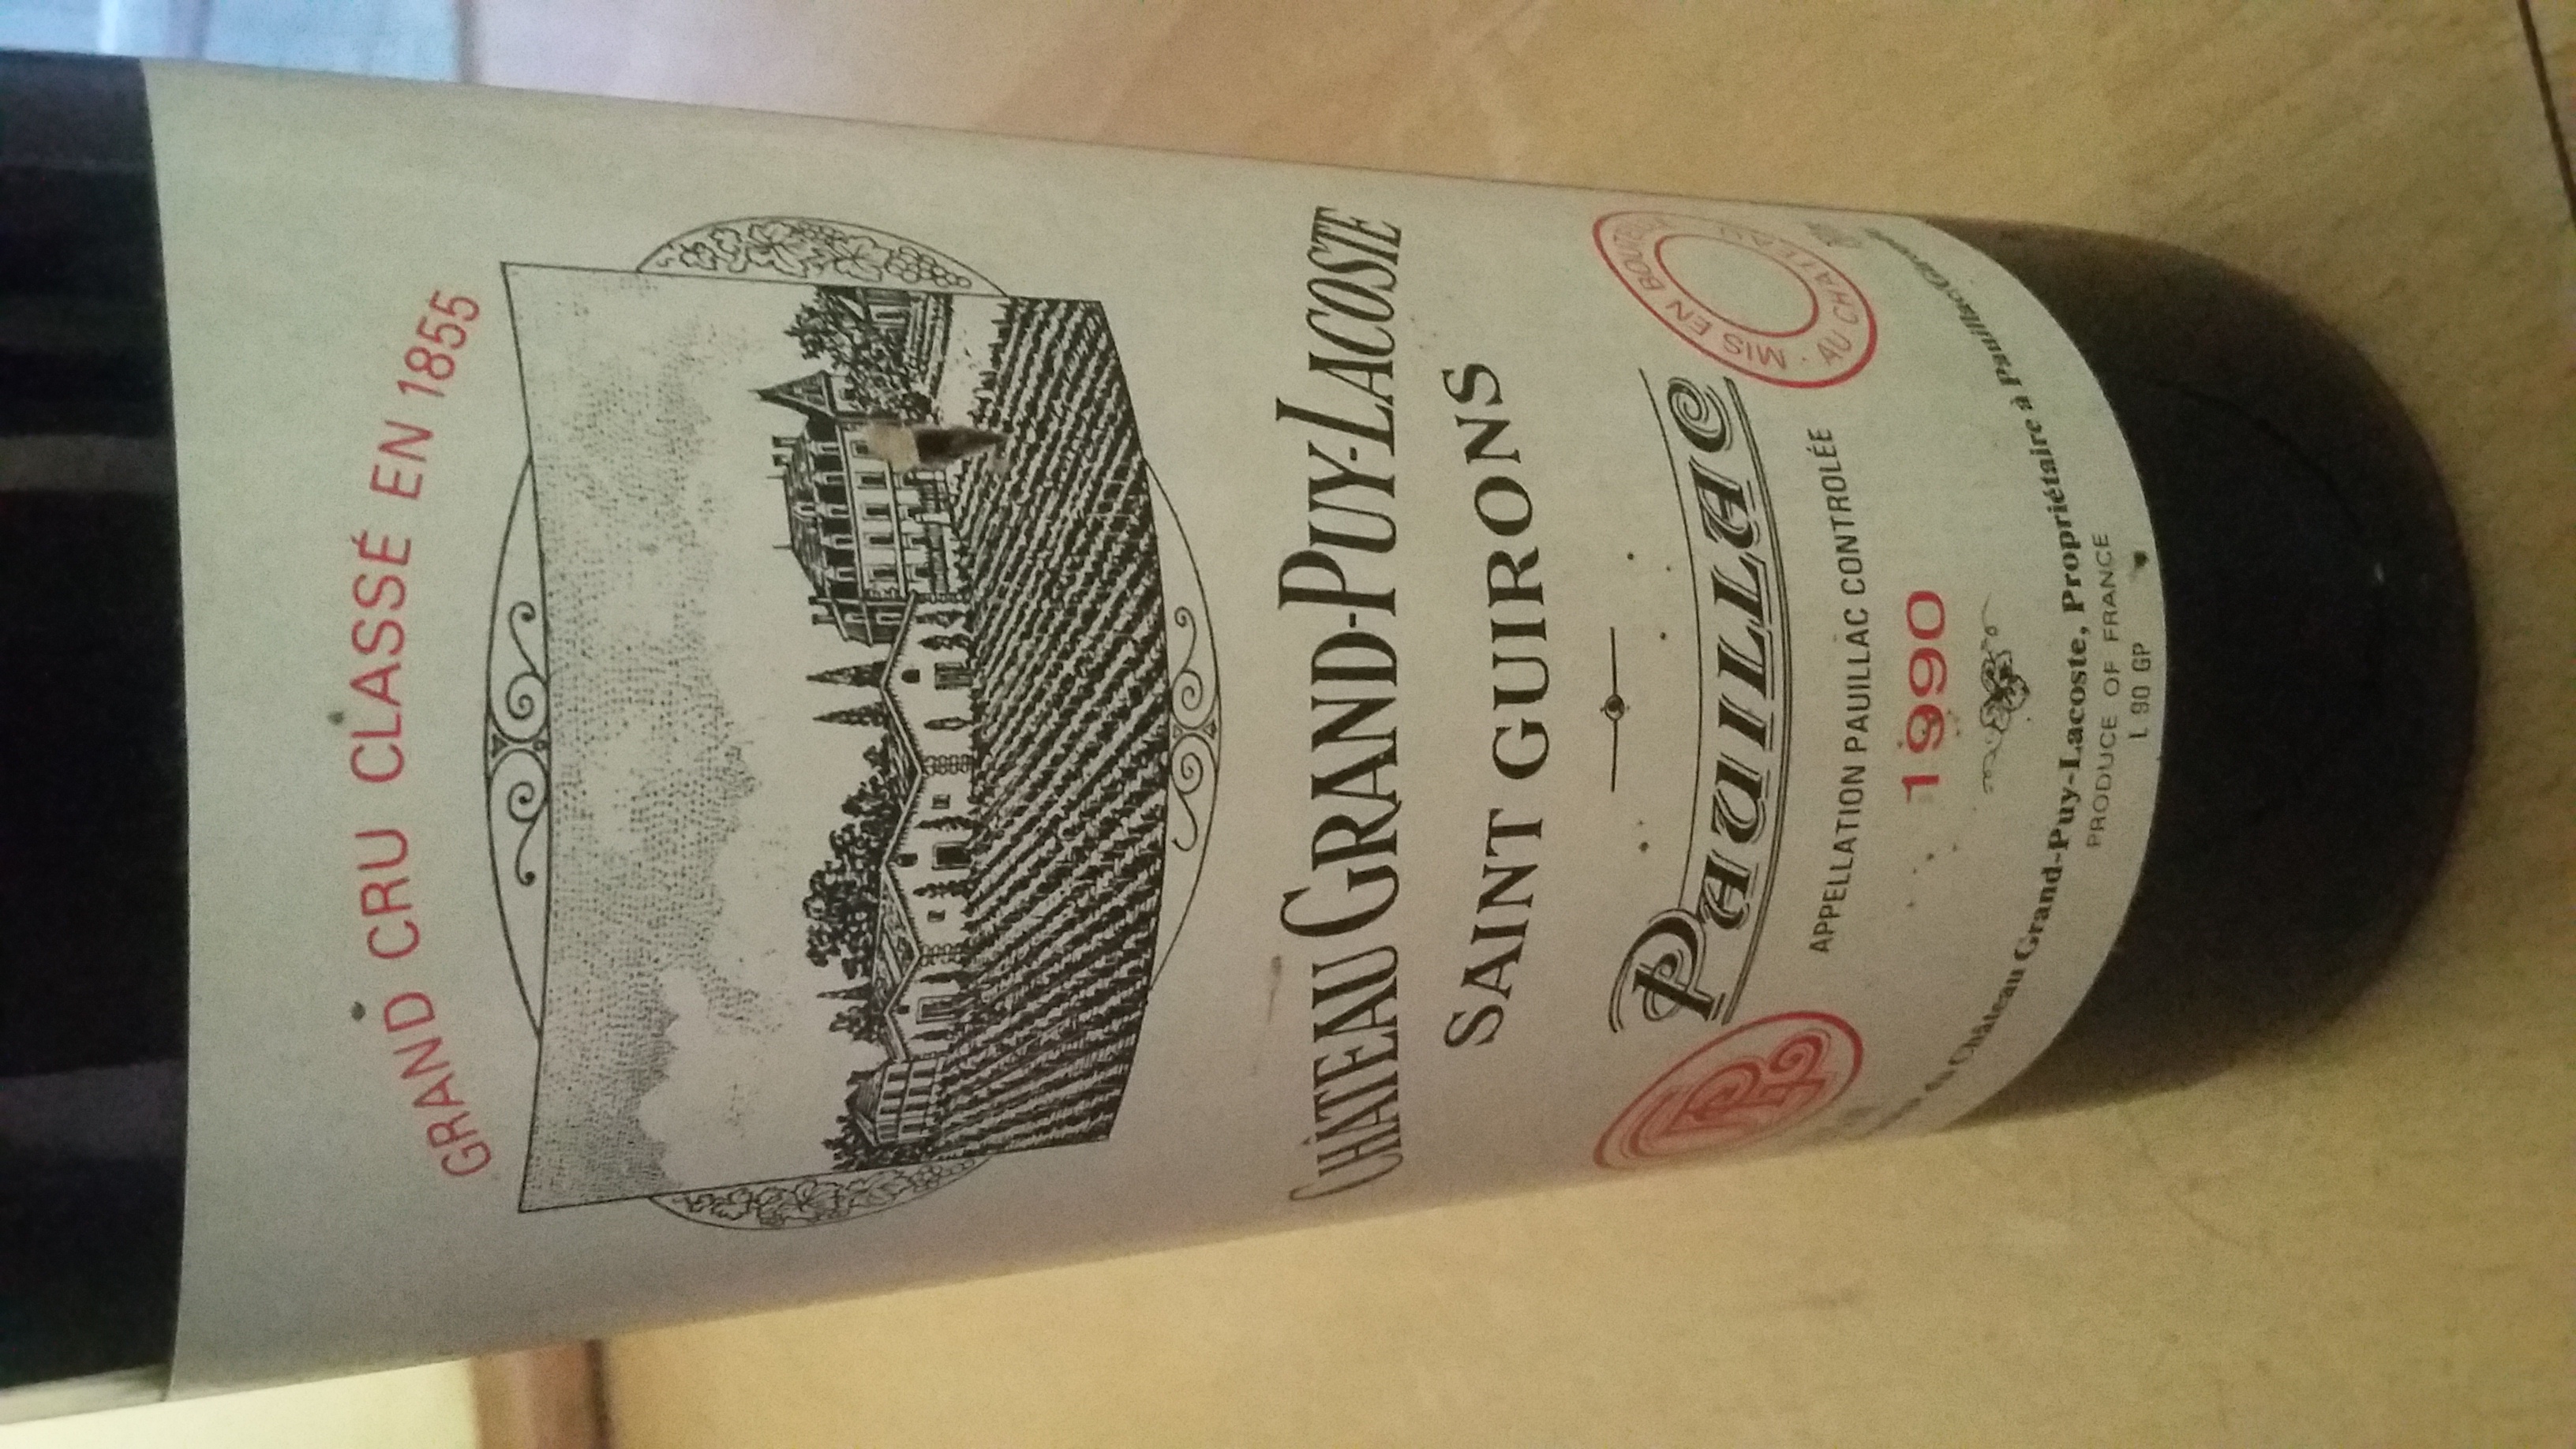 GRAND CRU CLASSÉ EN 1855
CHATEAU GRAND-PUY-LACOSTE
SAINT GUIRONS
PAUILLAC
MIS EN BOUTEILLE
AU CHATEAU
APPELLATION PAUILLAC CONTROLÉE
1990
Château Grand-Puy-Lacoste, Propriétaire à Pauillac
PRODUCE OF FRANCE
L 90 GP